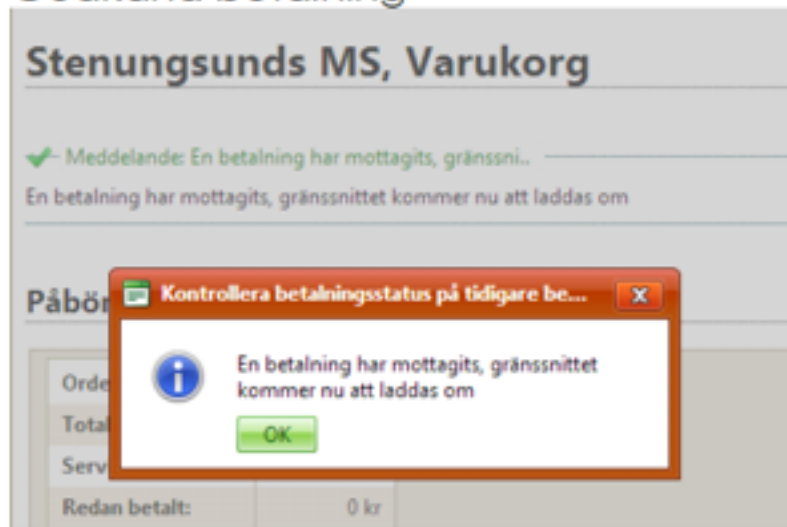 Stenungsunds MS, Varukorg
Meddelande: En betalning har mottagits, gränssni..
En betalning har mottagits, gränssnittet kommer nu att laddas om
Påbör
Kontrollera betalningsstatus på tidigare be...
En betalning har mottagits, gränssnittet
kommer nu att laddas om
OK
Orde
Total
Serv
Redan betalt: 0 kr